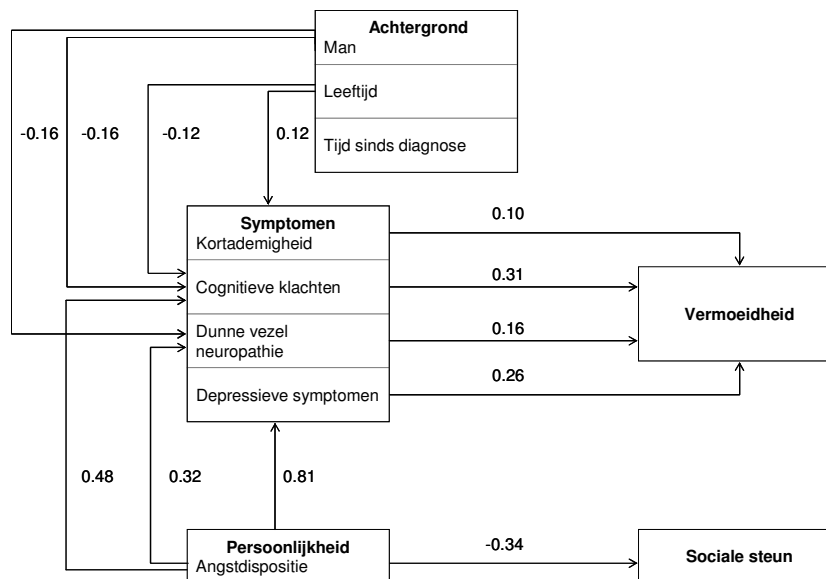 Achtergrond
Man
Leeftijd
-0.16
-0.16
-0.12
0.12
Tijd sinds diagnose
Symptomen
Kortademigheid
0.10
Cognitieve klachten
0.31
Vermoeidheid
Dunne vezel
neuropathie
0.16
Depressieve symptomen
0.26
0.48
0.32
0.81
Persoonlijkheid
Angstdispositie
-0.34
Sociale steun